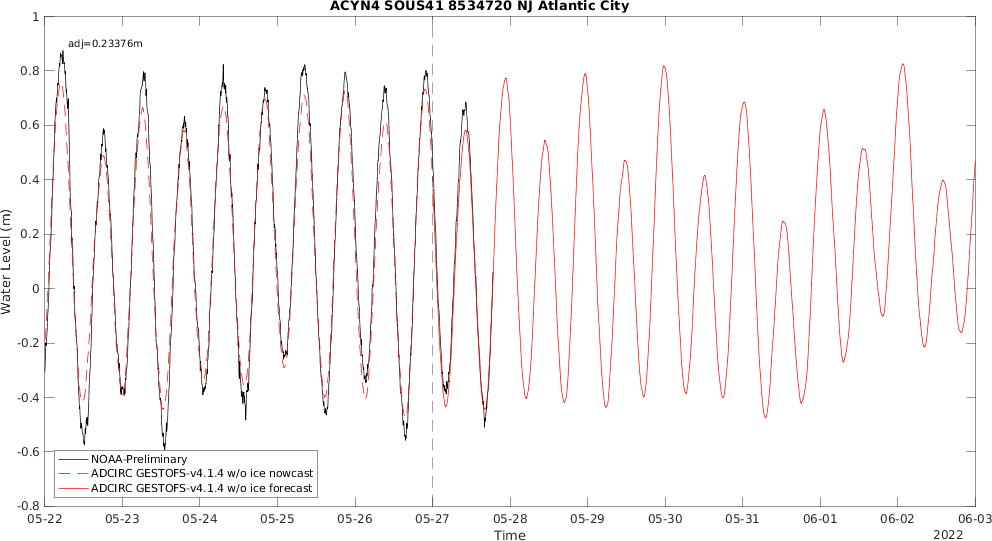 ACYN4 SOUS41 8534720 NJ Atlantic City
adj=0.23376m
1
0.8
0.6
0.4
0.2
0
-0.2
-0.4
-0.6
-0.8
Water Level (m)
NOAA-Preliminary
ADCIRC GESTOFS-v4.1.4 w/o ice nowcast
ADCIRC GESTOFS-v4.1.4 w/o ice forecast
05-22 05-23 05-24 05-25 05-26 05-27 05-28 05-29 05-30 05-31 06-01 06-02 06-03
Time
2022